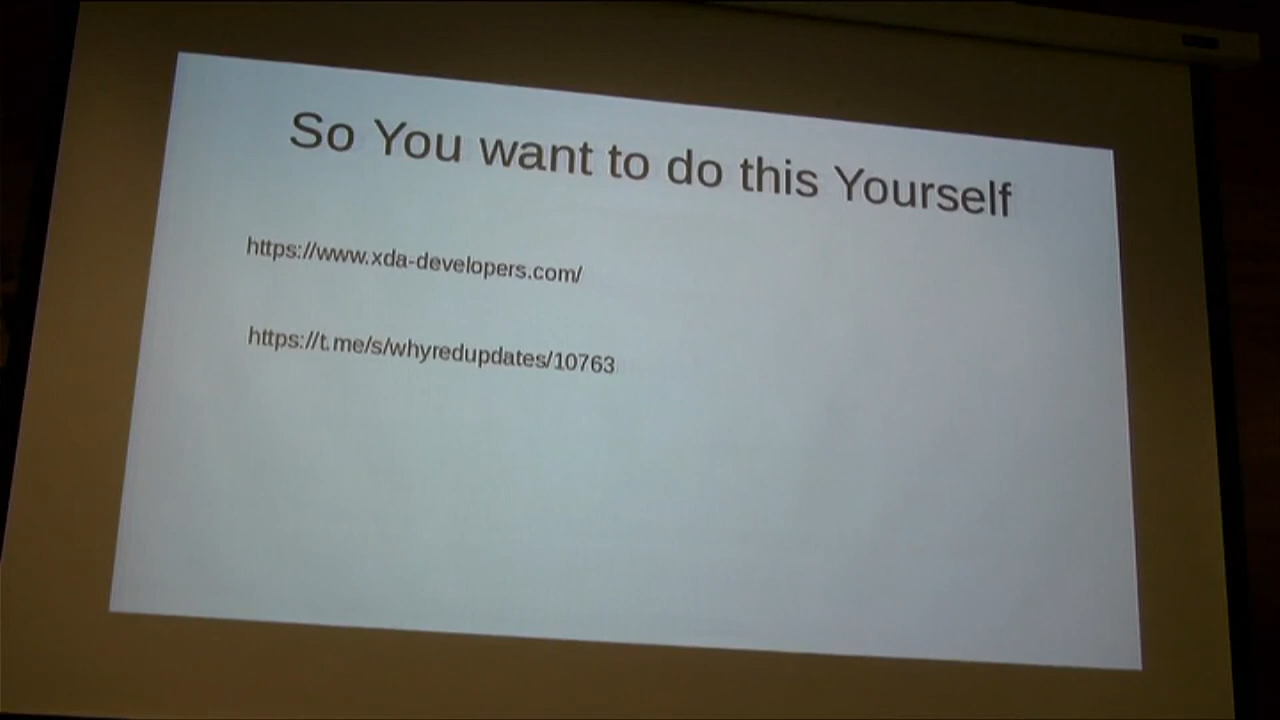 So You want to do this Yourself
https://www.xda-developers.com/
https://t.me/s/whyredupdates/10763